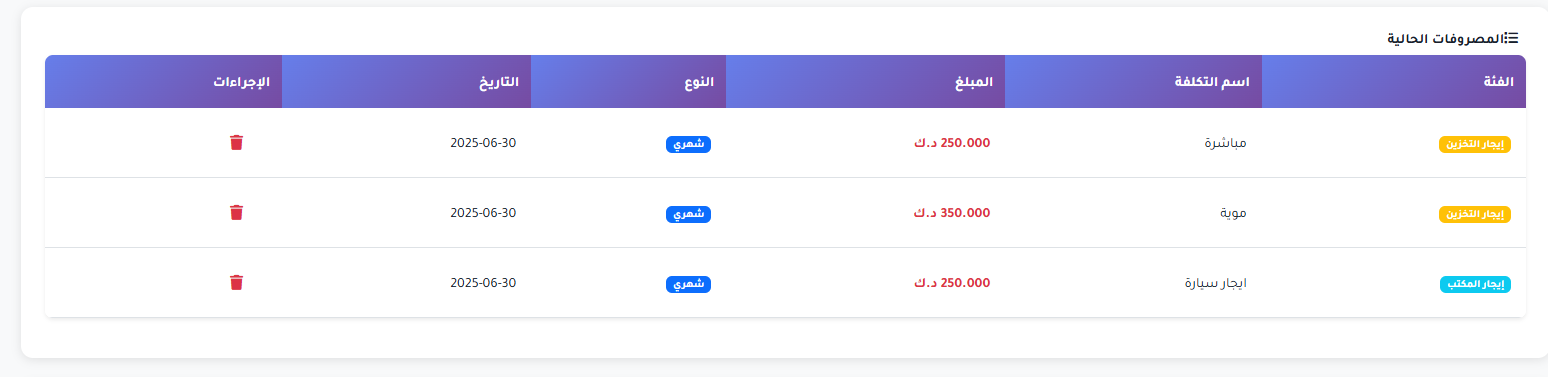 المصروفات الحالية
الفئة اسم التكلفة المبلغ النوع التاريخ الإجراءات
إيجار التخزين مباشرة 250.000 د.ك شهري 2025-06-30
إيجار التخزين موية 350.000 د.ك شهري 2025-06-30
إيجار المكتب ايجار سيارة 250.000 د.ك شهري 2025-06-30